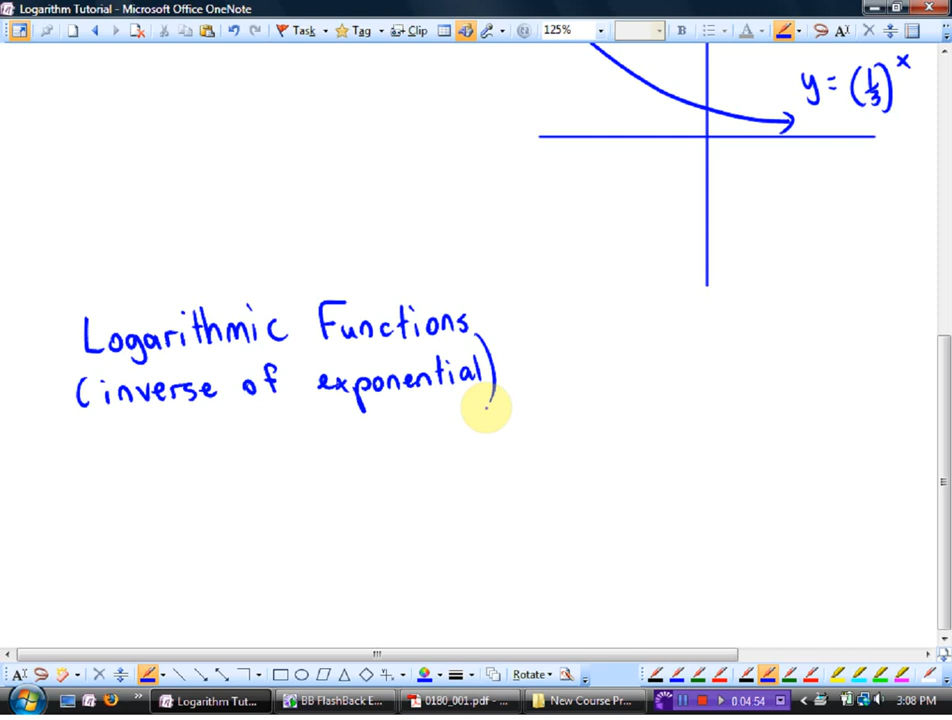 Logarithm Tutorial - Microsoft Office OneNote
Task Tag Clip 125% B A
y = (1/3)^x
Logarithmic Functions
(inverse of exponential)
Rotate
Logarithm Tut... BB FlashBack E... 0180_001.pdf - ... New Course Pr... 0:04:54 3:08 PM